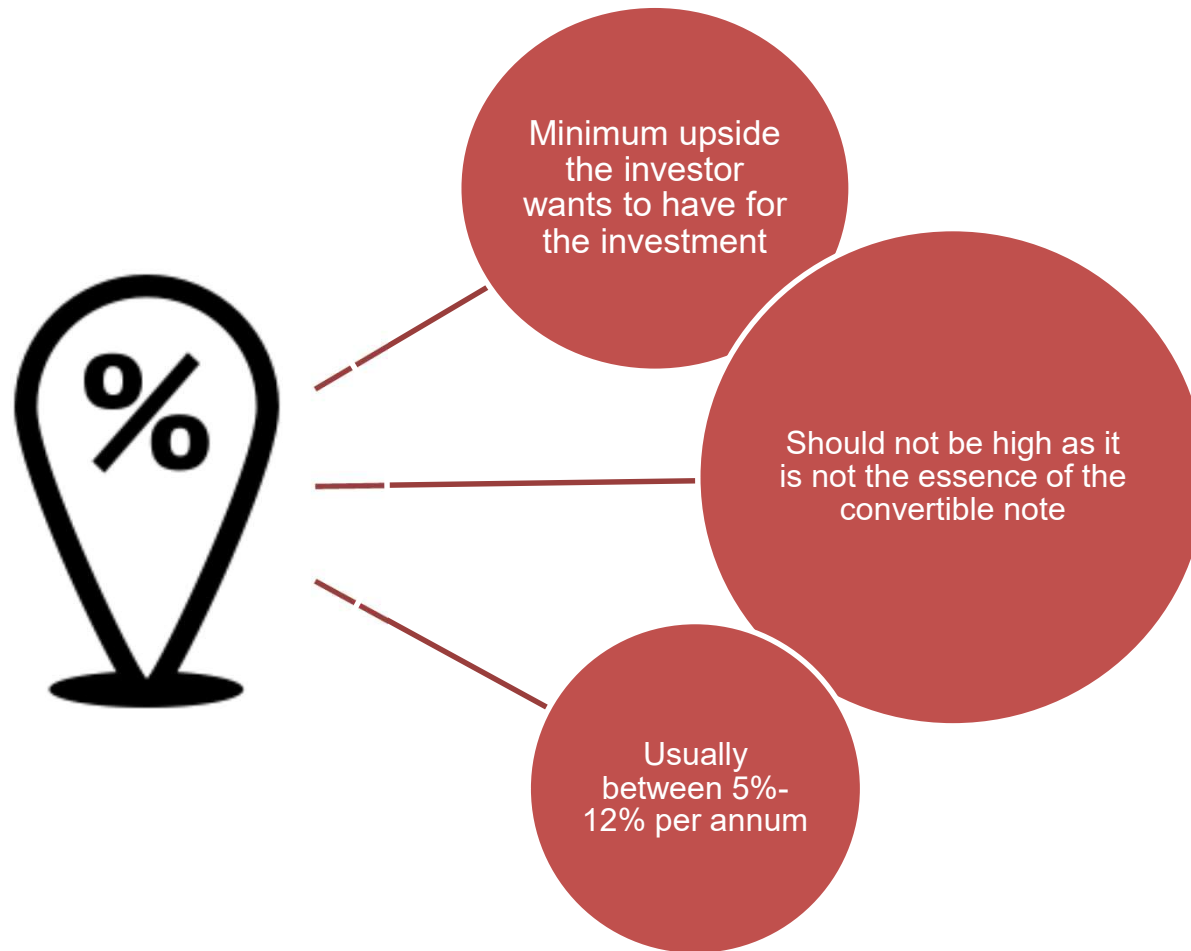 Minimum upside
the investor
wants to have for
the investment
%
Should not be high as it
is not the essence of the
convertible note
Usually
between 5%-
12% per annum